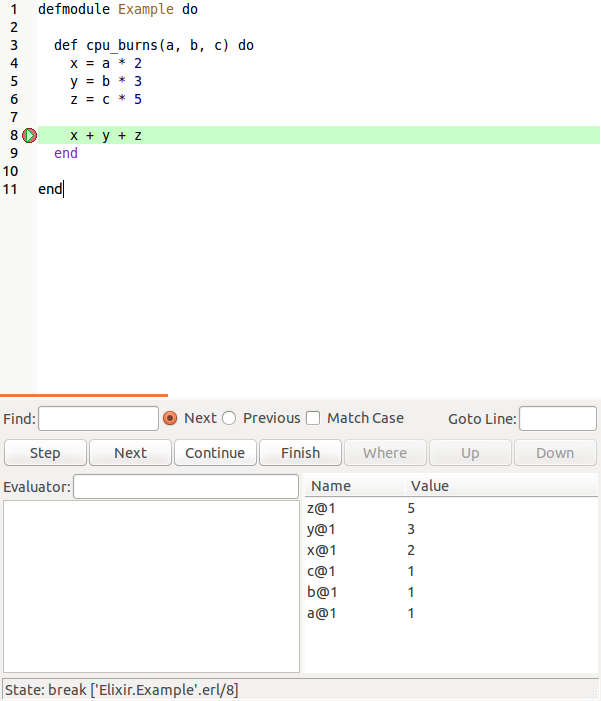 1 defmodule Example do
2
3 def cpu_burns(a, b, c) do
4 x = a * 2
5 y = b * 3
6 z = c * 5
7
8 x + y + z
9 end
10
11 end
Find: Next Previous Match Case Goto Line:
Step Next Continue Finish Where Up Down
Evaluator: Name Value
z@1 5
y@1 3
x@1 2
c@1 1
b@1 1
a@1 1
State: break ['Elixir.Example'.erl/8]